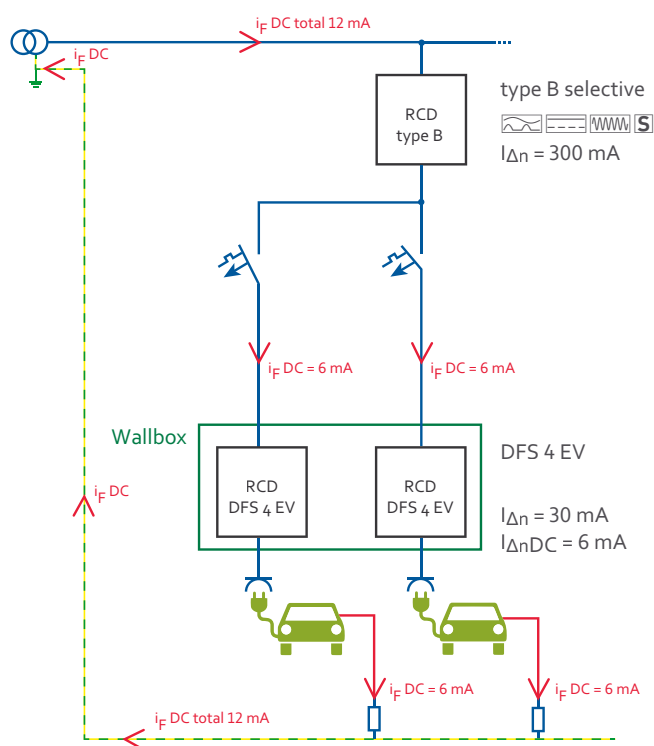 iF DC total 12 mA
iF DC
RCD
type B
type B selective
S
IΔn = 300 mA
iF DC = 6 mA
iF DC = 6 mA
Wallbox
RCD
DFS 4 EV
RCD
DFS 4 EV
DFS 4 EV
IΔn = 30 mA
IΔnDC = 6 mA
iF DC
iF DC = 6 mA
iF DC = 6 mA
iF DC total 12 mA